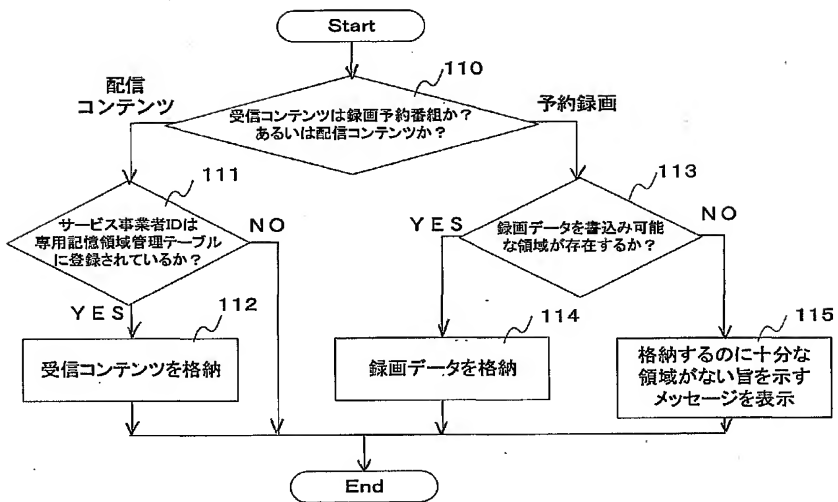 Start
110
配信
コンテンツ
受信コンテンツは録画予約番組か？
あるいは配信コンテンツか？
予約録画
111
サービス事業者IDは
専用記憶領域管理テーブル
に登録されているか？
NO
YES
113
録画データを書込み可能
な領域が存在するか？
YES
NO
112
受信コンテンツを格納
114
録画データを格納
115
格納するのに十分な
領域がない旨を示す
メッセージを表示
End